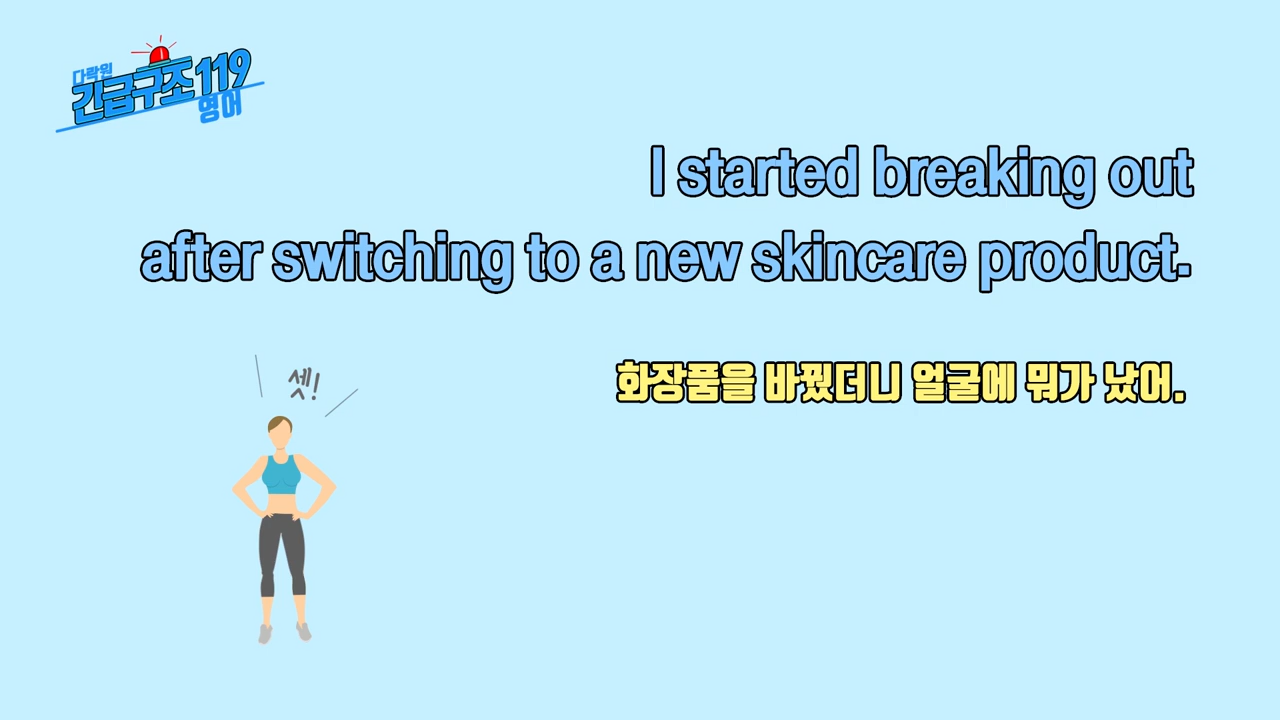 다락원
긴급구조119
영어
I started breaking out
after switching to a new skincare product.
화장품을 바꿨더니 얼굴에 뭐가 났어.
셋!